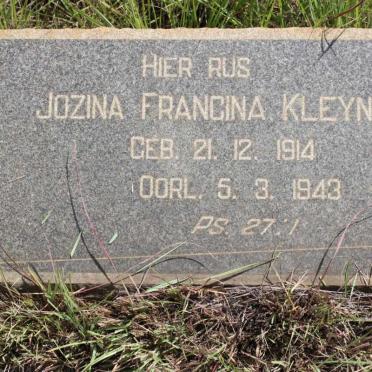 HIER RUS
JOZINA FRANCINA KLEYN
GEB. 21. 12. 1914
OORL. 5. 3. 1943
PS. 27:1